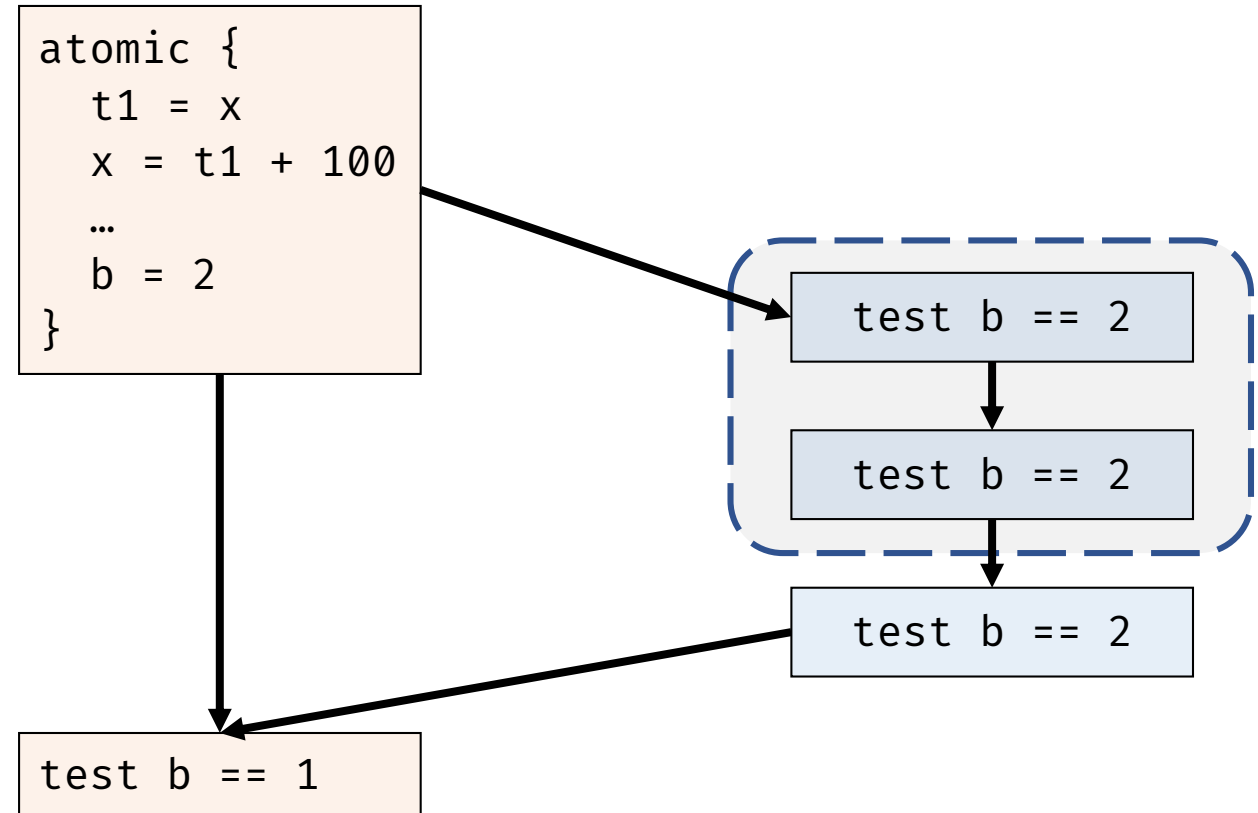 atomic {
  t1 = x
  x = t1 + 100
  …
  b = 2
}
test b == 2
test b == 2
test b == 2
test b == 1